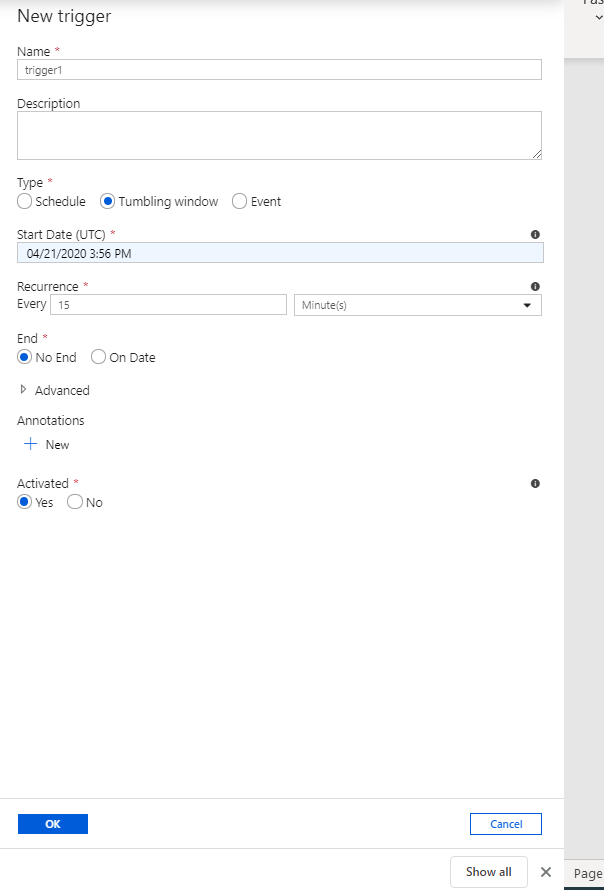 New trigger
Name *
trigger1
Description
Type *
Schedule Tumbling window Event
Start Date (UTC) *
04/21/2020 3:56 PM
Recurrence *
Every 15 Minute(s)
End *
No End On Date
Advanced
Annotations
+ New
Activated *
Yes No
OK Cancel
Show all
Page